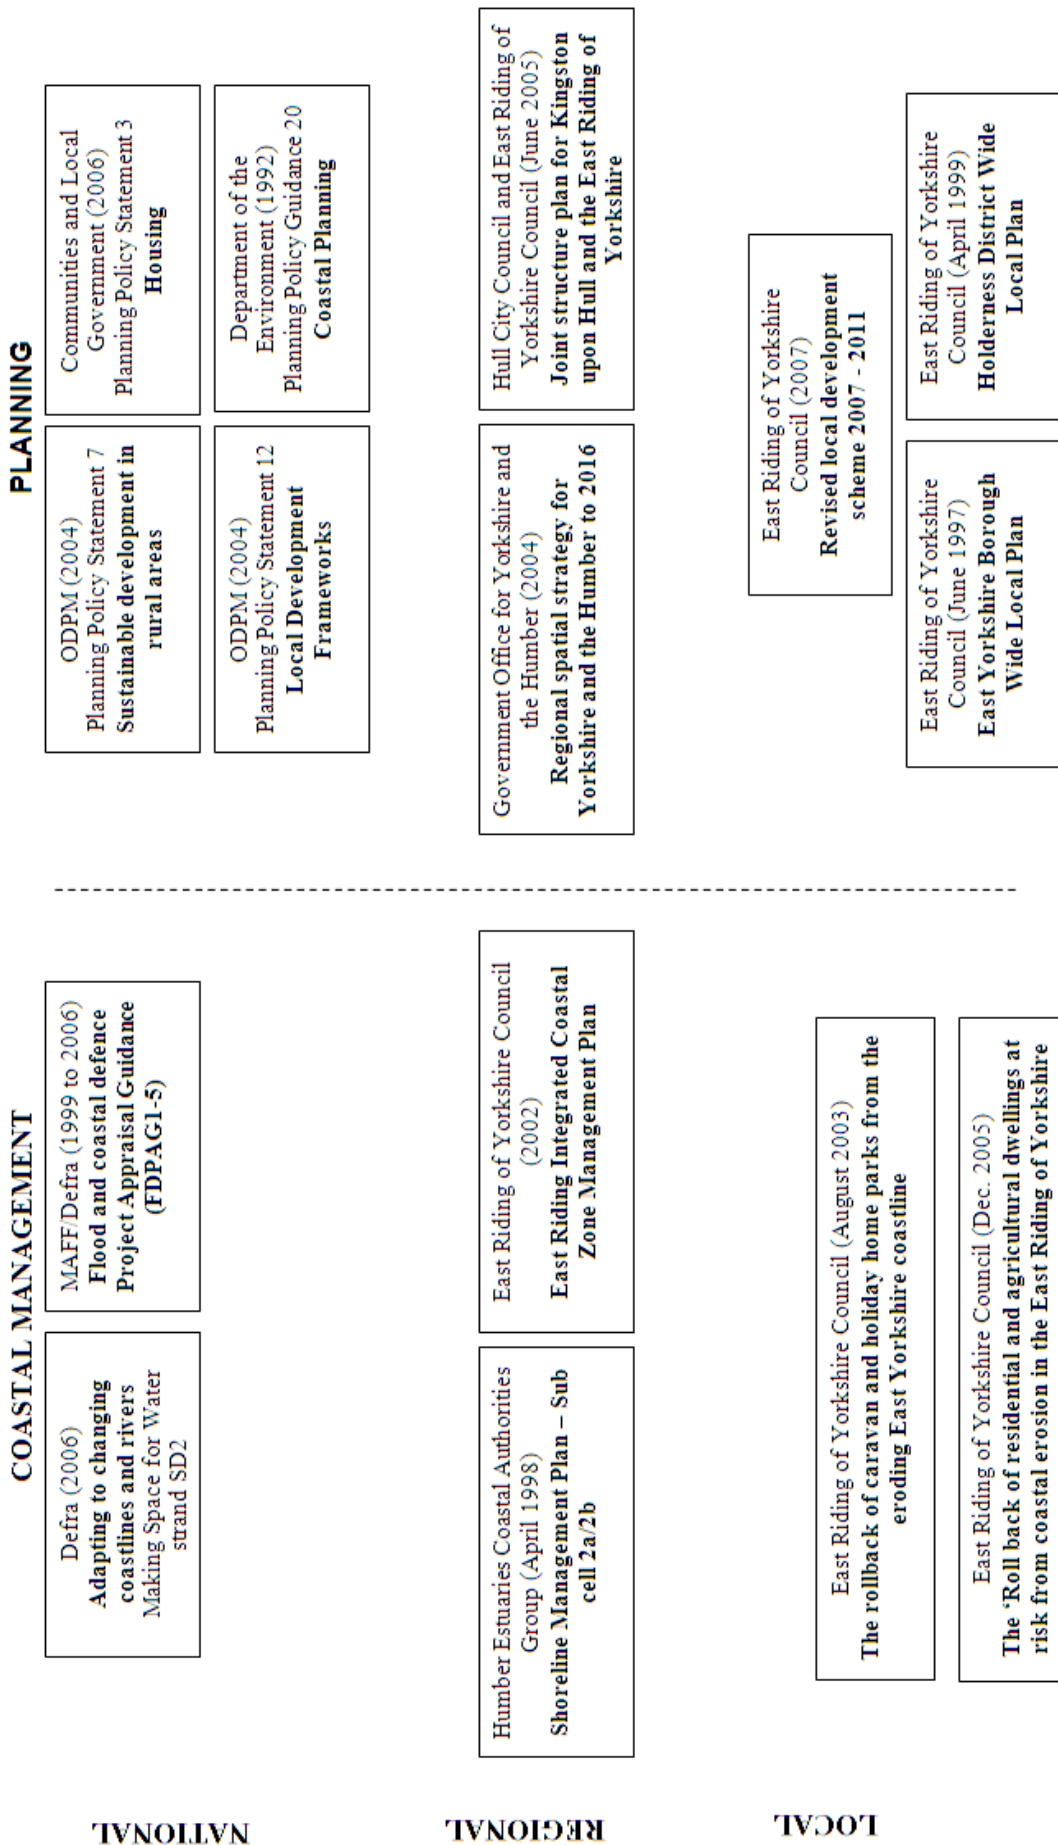 COASTAL MANAGEMENT
PLANNING
NATIONAL
Defra (2006)
Adapting to changing
coastlines and rivers
Making Space for Water
strand SD2
MAFF/Defra (1999 to 2006)
Flood and coastal defence
Project Appraisal Guidance
(FDPAG1-5)
ODPM (2004)
Planning Policy Statement 7
Sustainable development in
rural areas
Communities and Local
Government (2006)
Planning Policy Statement 3
Housing
ODPM (2004)
Planning Policy Statement 12
Local Development
Frameworks
Department of the
Environment (1992)
Planning Policy Guidance 20
Coastal Planning
REGIONAL
Humber Estuaries Coastal Authorities
Group (April 1998)
Shoreline Management Plan – Sub
cell 2a/2b
East Riding of Yorkshire Council
(2002)
East Riding Integrated Coastal
Zone Management Plan
Government Office for Yorkshire and
the Humber (2004)
Regional spatial strategy for
Yorkshire and the Humber to 2016
Hull City Council and East Riding of
Yorkshire Council (June 2005)
Joint structure plan for Kingston
upon Hull and the East Riding of
Yorkshire
LOCAL
East Riding of Yorkshire Council (August 2003)
The rollback of caravan and holiday home parks from the
eroding East Yorkshire coastline
East Riding of Yorkshire Council (Dec. 2005)
The ‘Roll back of residential and agricultural dwellings at
risk from coastal erosion in the East Riding of Yorkshire
East Riding of Yorkshire
Council (2007)
Revised local development
scheme 2007 - 2011
East Riding of Yorkshire
Council (June 1997)
East Yorkshire Borough
Wide Local Plan
East Riding of Yorkshire
Council (April 1999)
Holderness District Wide
Local Plan